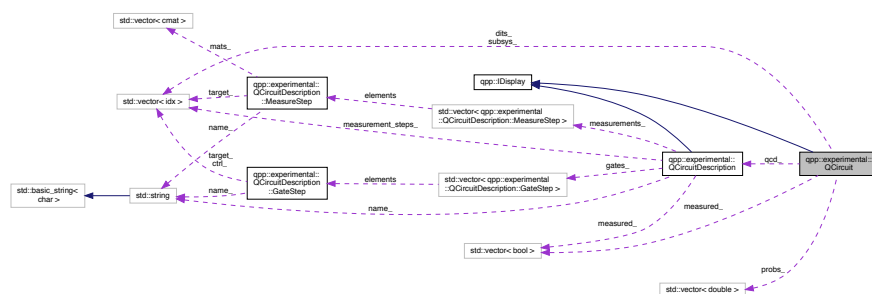 std::vector< cmat >
dits_
subsys_
mats_
qpp::IDisplay
qpp::experimental::
QCircuitDescription
::MeasureStep
target_
elements
std::vector< idx >
std::vector< qpp::experimental
::QCircuitDescription::MeasureStep >
measurements_
measurement_steps_
name_
target_
ctrl_
qpp::experimental::
QCircuitDescription
qcd_
qpp::experimental::
QCircuit
gates_
qpp::experimental::
QCircuitDescription
::GateStep
elements
std::vector< qpp::experimental
::QCircuitDescription::GateStep >
std::basic_string<
char >
std::string
name_
name_
measured_
measured_
std::vector< bool >
probs_
std::vector< double >